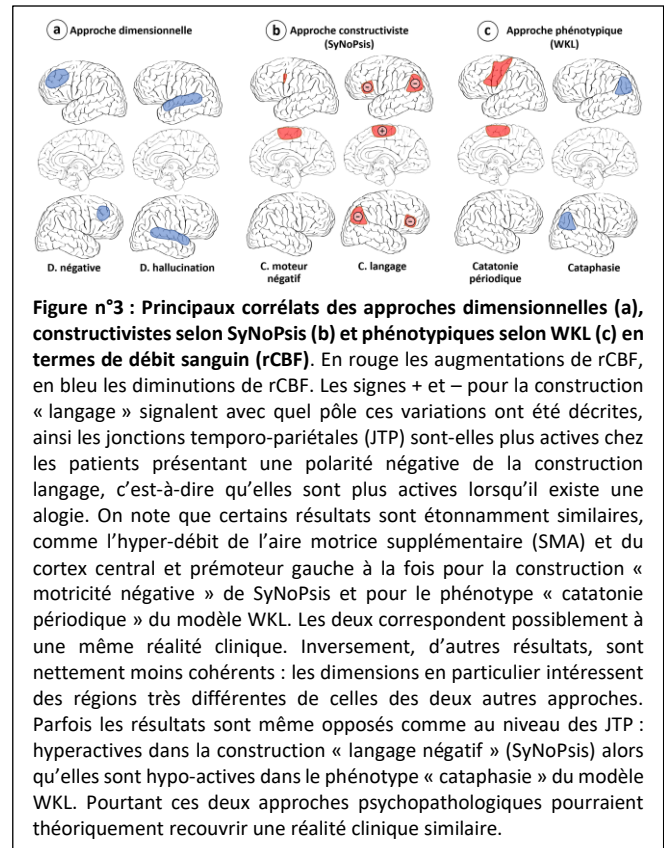 a Approche dimensionnelle
b Approche constructiviste
(SyNoPsis)
c Approche phénotypique
(WKL)
D. négative
D. hallucination
C. moteur
négatif
C. langage
Catatonie
périodique
Cataphasie
Figure n°3 : Principaux corrélats des approches dimensionnelles (a),
constructivistes selon SyNoPsis (b) et phénotypiques selon WKL (c) en
termes de débit sanguin (rCBF). En rouge les augmentations de rCBF,
en bleu les diminutions de rCBF. Les signes + et – pour la construction
« langage » signalent avec quel pôle ces variations ont été décrites,
ainsi les jonctions temporo-pariétales (JTP) sont-elles plus actives chez
les patients présentant une polarité négative de la construction
langage, c’est-à-dire qu’elles sont plus actives lorsqu’il existe une
alogie. On note que certains résultats sont étonnamment similaires,
comme l’hyper-débit de l’aire motrice supplémentaire (SMA) et du
cortex central et prémoteur gauche à la fois pour la construction «
motricité négative » de SyNoPsis et pour le phénotype « catatonie
périodique » du modèle WKL. Les deux correspondent possiblement à
une même réalité clinique. Inversement, d’autres résultats, sont
nettement moins cohérents : les dimensions en particulier intéressent
des régions très différentes de celles des deux autres approches.
Parfois les résultats sont même opposés comme au niveau des JTP :
hyperactives dans la construction « langage négatif » (SyNoPsis) alors
qu’elles sont hypo-actives dans le phénotype « cataphasie » du modèle
WKL. Pourtant ces deux approches psychopathologiques pourraient
théoriquement recouvrir une réalité clinique similaire.